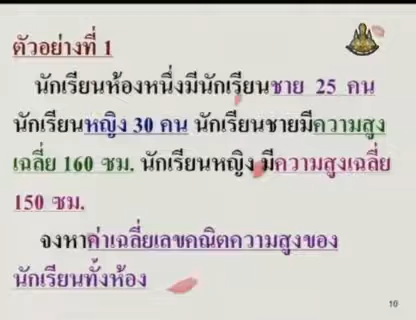 ตัวอย่างที่ 1
นักเรียนห้องหนึ่งมีนักเรียนชาย 25 คน
นักเรียนหญิง 30 คน นักเรียนชายมีความสูง
เฉลี่ย 160 ซม. นักเรียนหญิง มีความสูงเฉลี่ย
150 ซม.
จงหาค่าเฉลี่ยเลขคณิตความสูงของ
นักเรียนทั้งห้อง
10